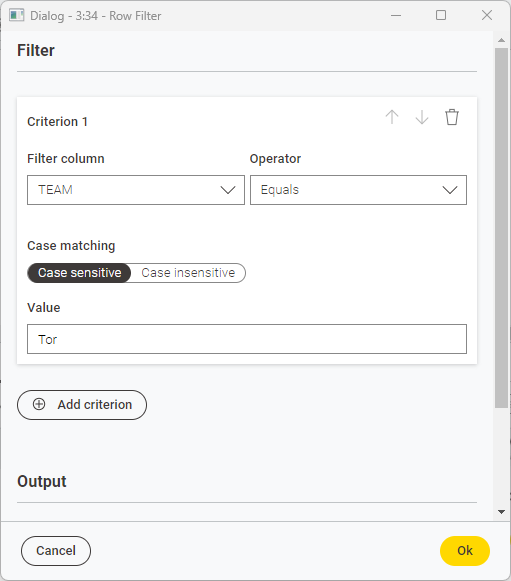 Dialog - 3:34 - Row Filter
Filter
Criterion 1
Filter column Operator
TEAM Equals
Case matching
Case sensitive Case insensitive
Value
Tor
Add criterion
Output
Cancel Ok